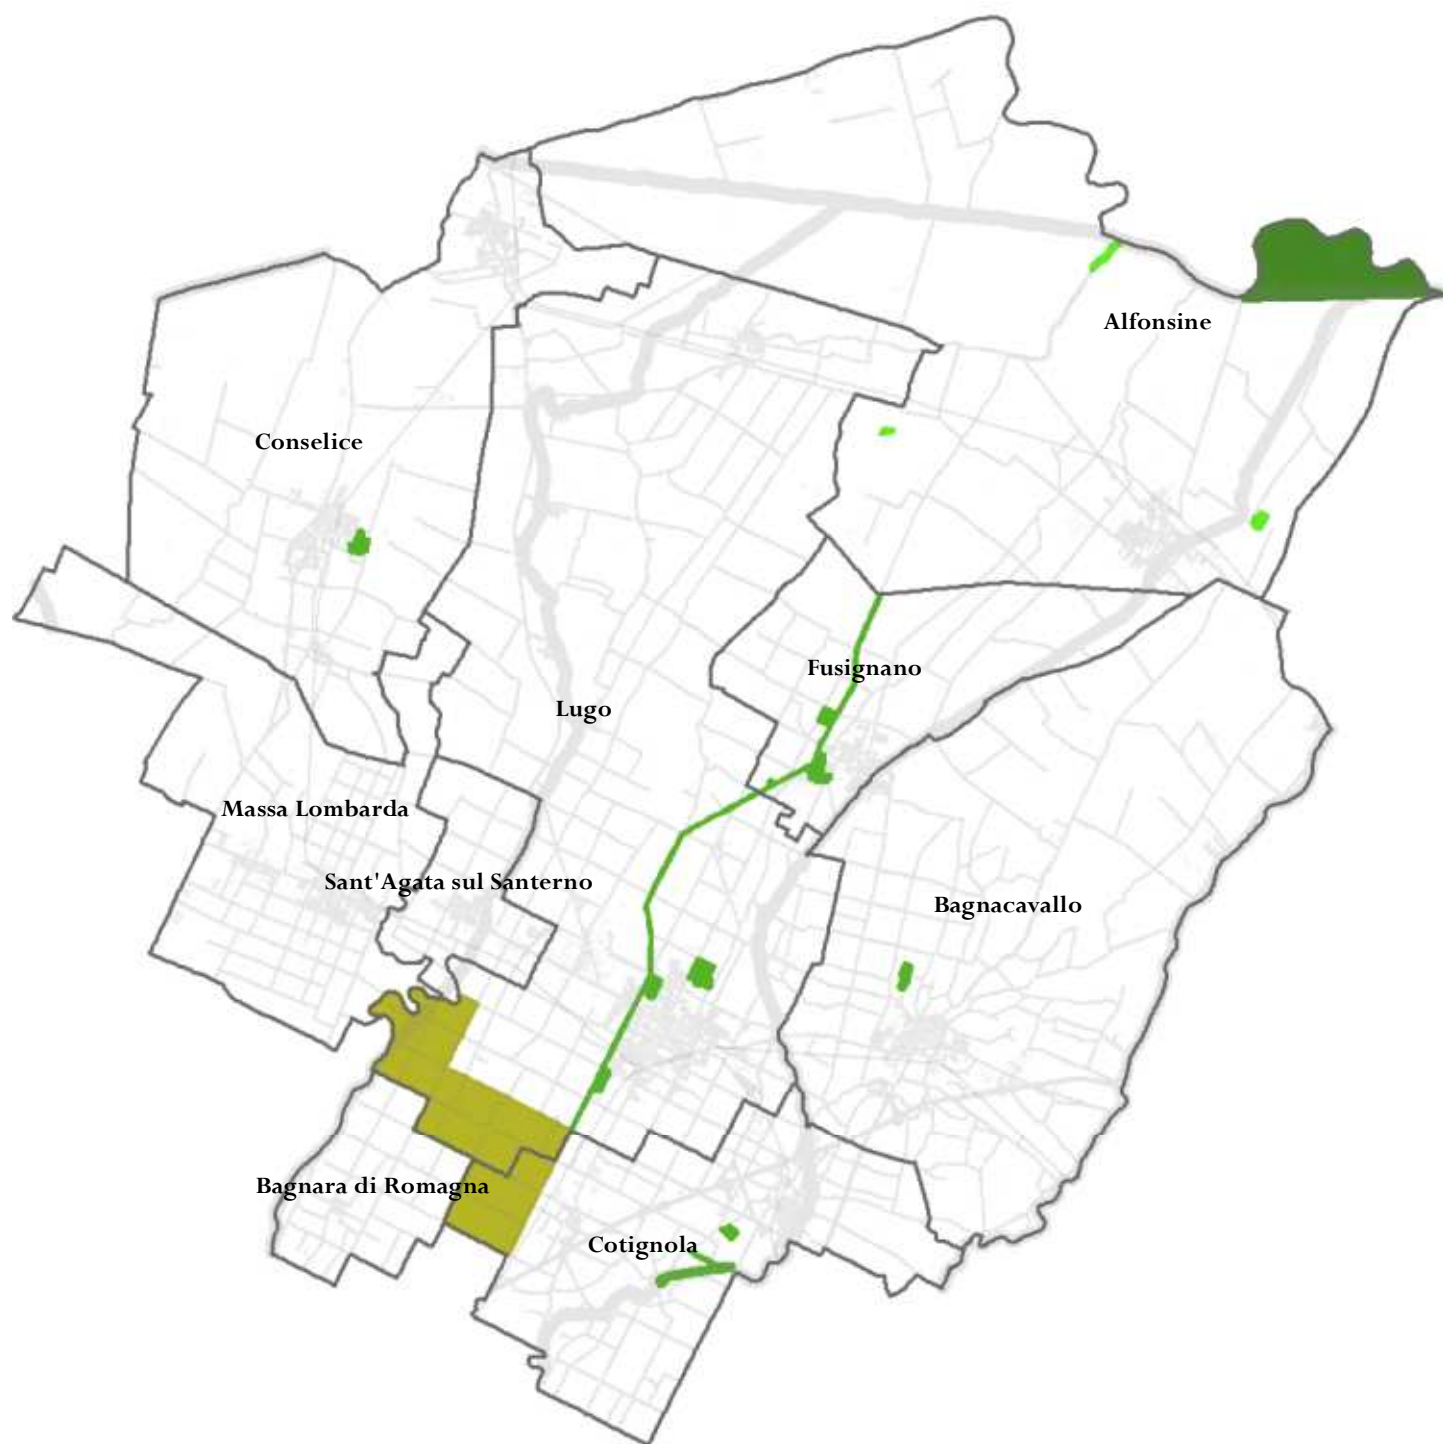 Alfonsine
Conselice
Fusignano
Lugo
Massa Lombarda
Sant'Agata sul Santerno
Bagnacavallo
Bagnara di Romagna
Cotignola